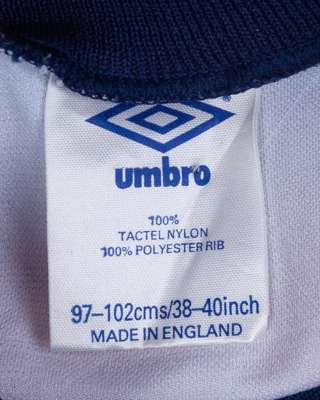 umbro
100%
TACTEL NYLON
100% POLYESTER RIB
97-102cms/38-40inch
MADE IN ENGLAND